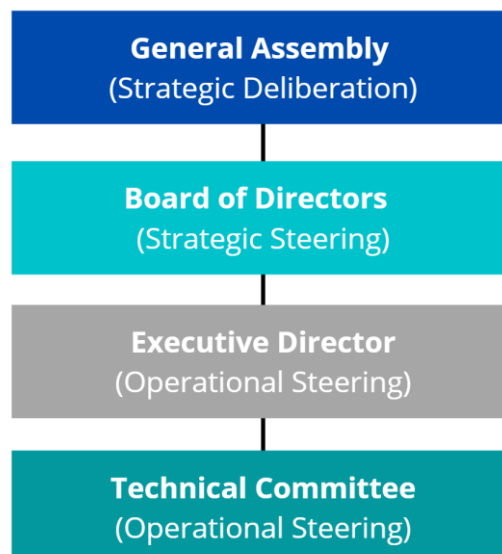 General Assembly
(Strategic Deliberation)
Board of Directors
(Strategic Steering)
Executive Director
(Operational Steering)
Technical Committee
(Operational Steering)